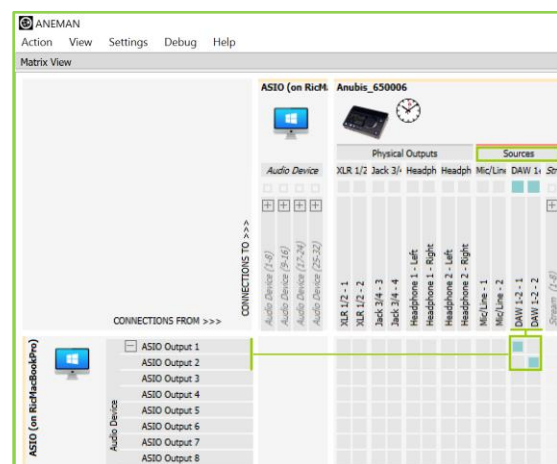 ANEMAN
Action View Settings Debug Help
Matrix View
ASIO (on RicMa Anubis_650006
Physical Outputs Sources
Audio Device XLR 1/2 Jack 3/4 Headph Headph Mic/Line DAW 1- Str
CONNECTIONS TO >>>
Audio Device (1-8)
Audio Device (9-16)
Audio Device (17-24)
Audio Device (25-32)
XLR 1/2 - 1
XLR 1/2 - 2
Jack 3/4 - 3
Jack 3/4 - 4
Headphone 1 - Left
Headphone 1 - Right
Headphone 2 - Left
Headphone 2 - Right
Mic/Line - 1
Mic/Line - 2
DAW 1-2 - 1
DAW 1-2 - 2
Stream (1-8)
CONNECTIONS FROM >>>
ASIO (on RicMacBookPro)
Audio Device
ASIO Output 1
ASIO Output 2
ASIO Output 3
ASIO Output 4
ASIO Output 5
ASIO Output 6
ASIO Output 7
ASIO Output 8